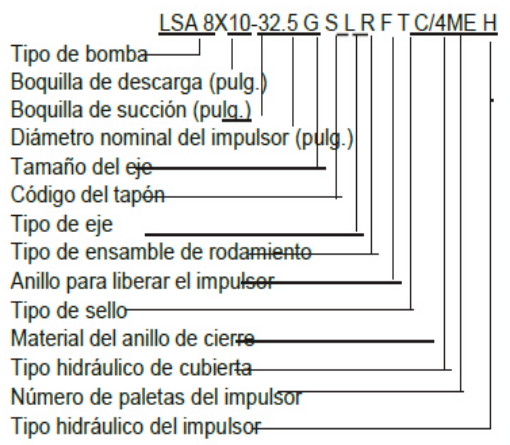 LSA 8X10-32.5 G S L R F T C/4ME H
Tipo de bomba
Boquilla de descarga (pulg.)
Boquilla de succión (pulg.)
Diámetro nominal del impulsor (pulg.)
Tamaño del eje
Código del tapón
Tipo de eje
Tipo de ensamble de rodamiento
Anillo para liberar el impulsor
Tipo de sello
Material del anillo de cierre
Tipo hidráulico de cubierta
Número de paletas del impulsor
Tipo hidráulico del impulsor